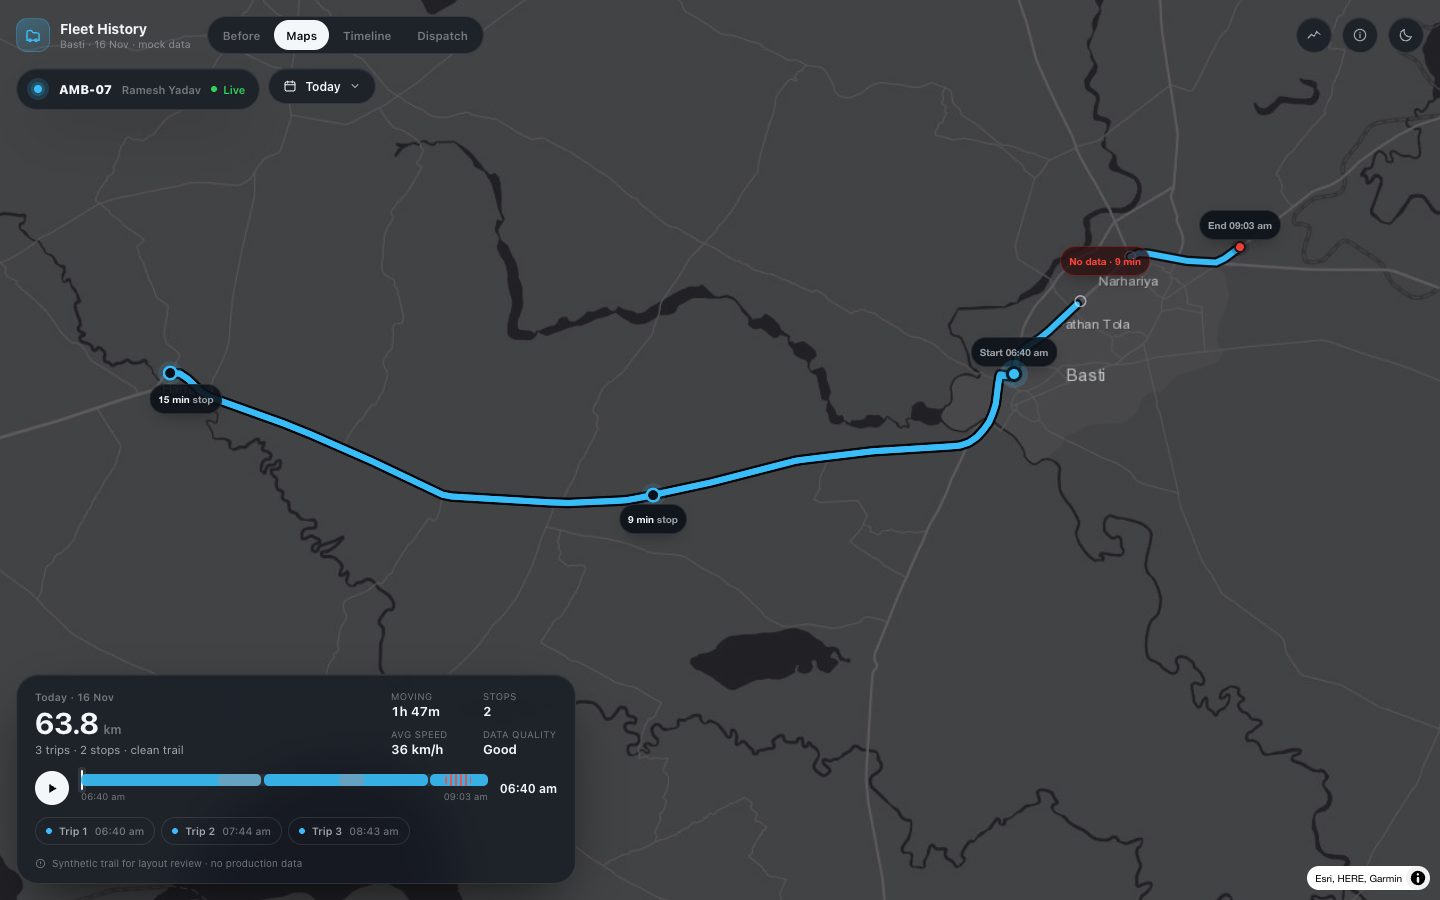 Fleet History
Basti · 16 Nov · mock data
Before Maps Timeline Dispatch
AMB-07 Ramesh Yadav Live
Today
End 09:03 am
No data · 9 min
Narhariya
athan Tola
Start 06:40 am
Basti
15 min stop
9 min stop
Today · 16 Nov
63.8 km
3 trips · 2 stops · clean trail
MOVING
1h 47m
STOPS
2
AVG SPEED
36 km/h
DATA QUALITY
Good
06:40 am
09:03 am
06:40 am
Trip 1 06:40 am
Trip 2 07:44 am
Trip 3 08:43 am
Synthetic trail for layout review · no production data
Esri, HERE, Garmin